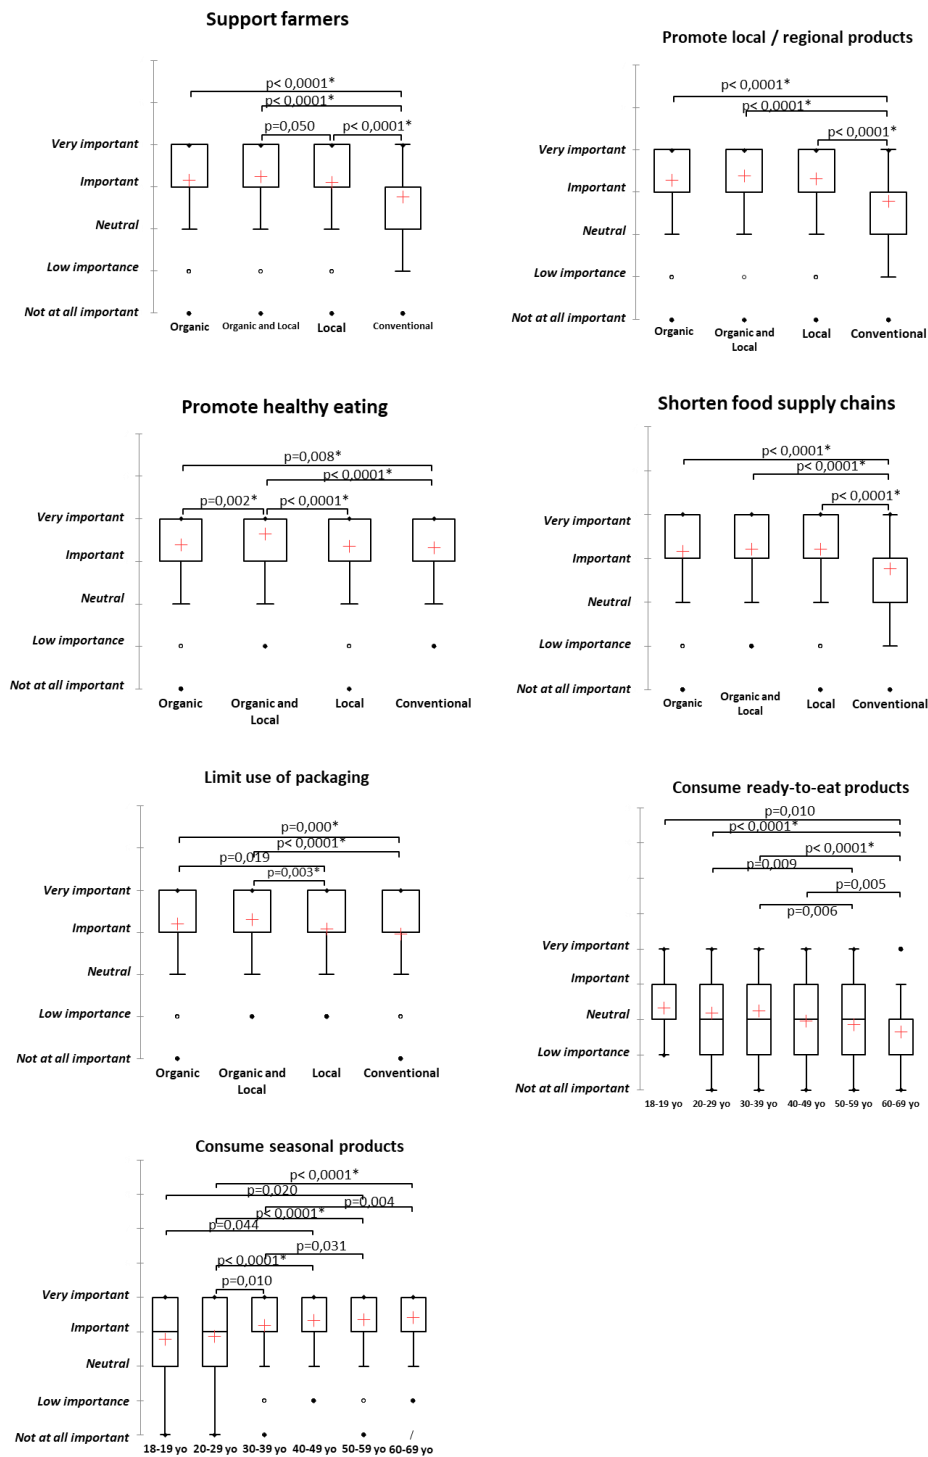 Support farmers
p< 0,0001*
p< 0,0001*
p=0,050
p< 0,0001*
Very important
Important
Neutral
Low importance
Not at all important
Organic
Organic and Local
Local
Conventional
Promote local / regional products
p< 0,0001*
p< 0,0001*
p< 0,0001*
Very important
Important
Neutral
Low importance
Not at all important
Organic
Organic and
Local
Local
Conventional
Promote healthy eating
p=0,008*
p< 0,0001*
p=0,002*
p< 0,0001*
Very important
Important
Neutral
Low importance
Not at all important
Organic
Organic and
Local
Local
Conventional
Shorten food supply chains
p< 0,0001*
p< 0,0001*
p< 0,0001*
Very important
Important
Neutral
Low importance
Not at all important
Organic
Organic and
Local
Local
Conventional
Limit use of packaging
p=0,000*
p< 0,0001*
p=0,019
p=0,003*
Very important
Important
Neutral
Low importance
Not at all important
Organic
Organic and
Local
Local
Conventional
Consume ready-to-eat products
p=0,010
p< 0,0001*
p< 0,0001*
p=0,009
p=0,005
p=0,006
Very important
Important
Neutral
Low importance
Not at all important
18-19 yo
20-29 yo
30-39 yo
40-49 yo
50-59 yo
60-69 yo
Consume seasonal products
p< 0,0001*
p=0,020
p=0,004
p< 0,0001*
p=0,044
p=0,031
p< 0,0001*
p=0,010
Very important
Important
Neutral
Low importance
Not at all important
18-19 yo
20-29 yo
30-39 yo
40-49 yo
50-59 yo
60-69 yo